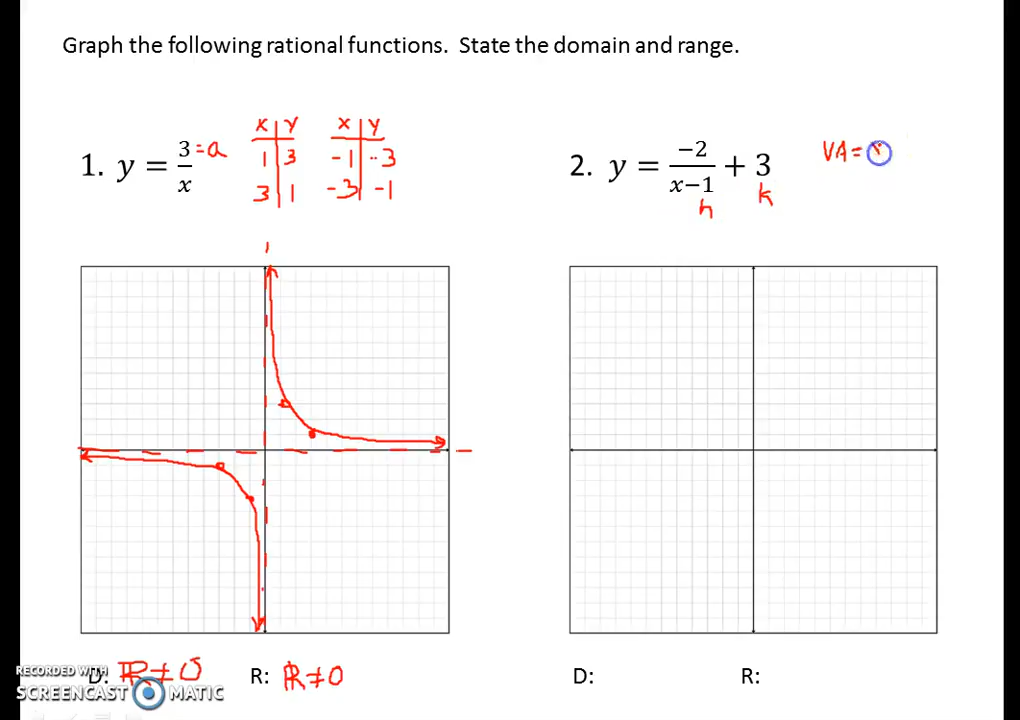 Graph the following rational functions. State the domain and range.
1. y = 3/x = a
x | y
1 | 3
3 | 1
x | y
-1 | -3
-3 | -1
2. y = -2/(x-1) + 3
h
k
VA =
D: ℝ ≠ 0
R: ℝ ≠ 0
D:
R:
RECORDED WITH
SCREENCAST MATIC